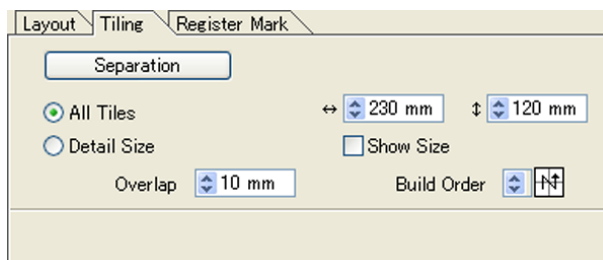 Layout Tiling Register Mark
Separation
All Tiles ↔ 230 mm ↕ 120 mm
Detail Size Show Size
Overlap 10 mm Build Order